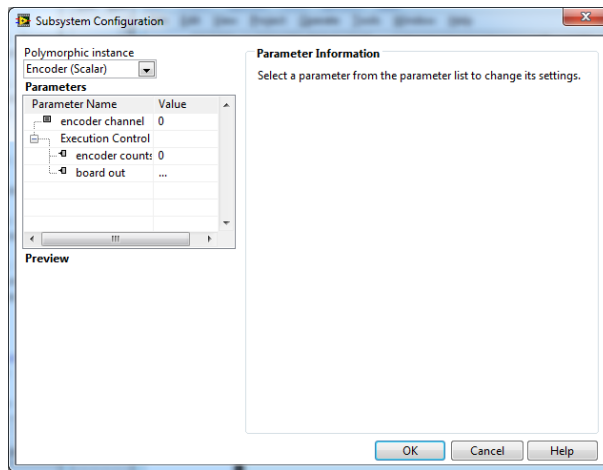 Subsystem Configuration
Polymorphic instance
Encoder (Scalar)
Parameters
Parameter Name Value
encoder channel 0
Execution Control
encoder counts 0
board out ...
Preview
Parameter Information
Select a parameter from the parameter list to change its settings.
OK Cancel Help